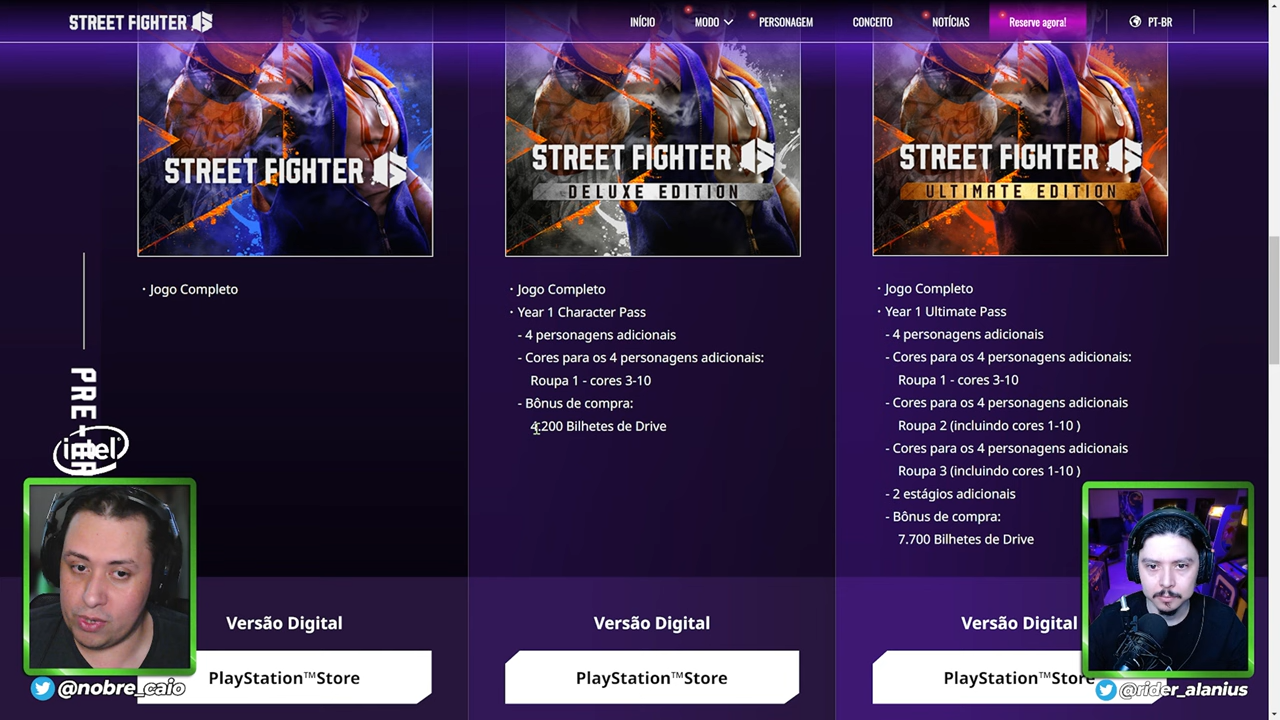 STREET FIGHTER 6
INÍCIO
MODO
PERSONAGEM
CONCEITO
NOTÍCIAS
Reserve agora!
PT-BR
STREET FIGHTER 6
STREET FIGHTER 6
DELUXE EDITION
STREET FIGHTER 6
ULTIMATE EDITION
・Jogo Completo
・Jogo Completo
・Year 1 Character Pass
- 4 personagens adicionais
- Cores para os 4 personagens adicionais:
Roupa 1 - cores 3-10
- Bônus de compra:
4.200 Bilhetes de Drive
・Jogo Completo
・Year 1 Ultimate Pass
- 4 personagens adicionais
- Cores para os 4 personagens adicionais:
Roupa 1 - cores 3-10
- Cores para os 4 personagens adicionais
Roupa 2 (incluindo cores 1-10 )
- Cores para os 4 personagens adicionais
Roupa 3 (incluindo cores 1-10 )
- 2 estágios adicionais
- Bônus de compra:
7.700 Bilhetes de Drive
PRE-
intel
Versão Digital
Versão Digital
Versão Digital
PlayStation™Store
PlayStation™Store
PlayStation™Store
@nobre_caio
@rider_alanius